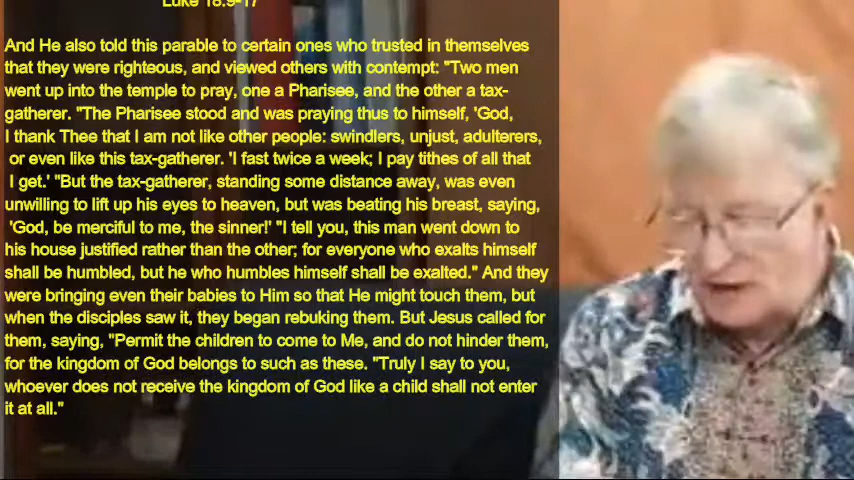 Luke 18:9-17
And He also told this parable to certain ones who trusted in themselves
that they were righteous, and viewed others with contempt: "Two men
went up into the temple to pray, one a Pharisee, and the other a tax-
gatherer. "The Pharisee stood and was praying thus to himself, 'God,
I thank Thee that I am not like other people: swindlers, unjust, adulterers,
or even like this tax-gatherer. 'I fast twice a week; I pay tithes of all that
I get.' "But the tax-gatherer, standing some distance away, was even
unwilling to lift up his eyes to heaven, but was beating his breast, saying,
'God, be merciful to me, the sinner!' "I tell you, this man went down to
his house justified rather than the other; for everyone who exalts himself
shall be humbled, but he who humbles himself shall be exalted." And they
were bringing even their babies to Him so that He might touch them, but
when the disciples saw it, they began rebuking them. But Jesus called for
them, saying, "Permit the children to come to Me, and do not hinder them,
for the kingdom of God belongs to such as these. "Truly I say to you,
whoever does not receive the kingdom of God like a child shall not enter
it at all."